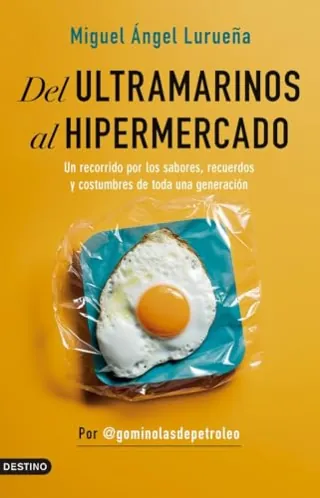 Miguel Ángel Lurueña
Del ULTRAMARINOS
al HIPERMERCADO
Un recorrido por los sabores, recuerdos
y costumbres de toda una generación
Por @gominolasdepetroleo
DESTINO